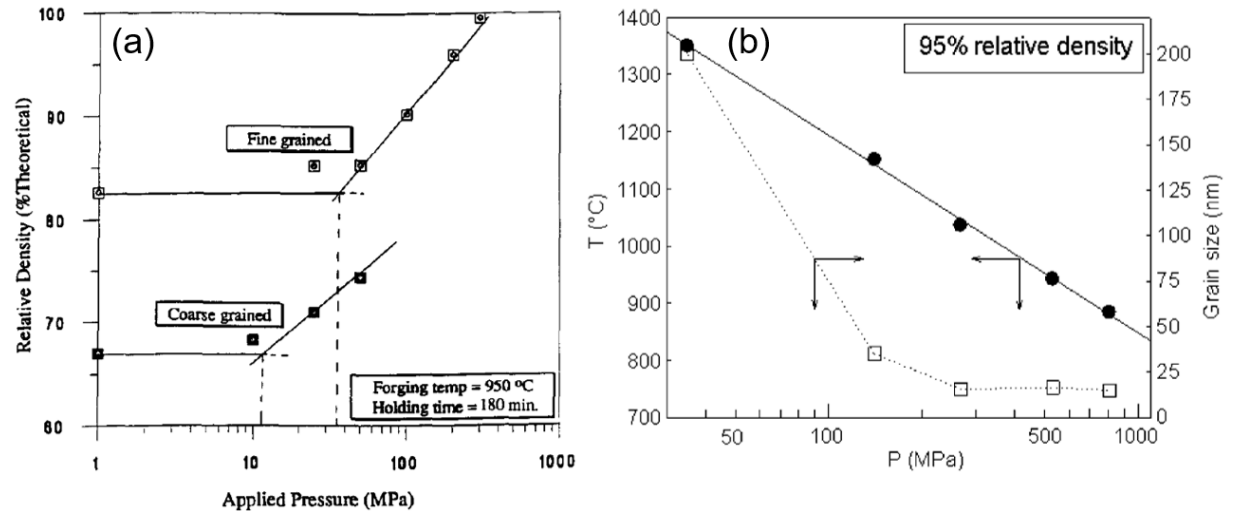 (a)
100
90
80
70
60
Relative Density (%Theoretical)
Fine grained
Coarse grained
Forging temp = 950 °C
Holding time = 180 min.
1
10
100
1000
Applied Pressure (MPa)
(b)
95% relative density
1400
1300
1200
1100
1000
900
800
700
T (°C)
200
175
150
125
100
75
50
25
0
Grain size (nm)
50
100
500
1000
P (MPa)